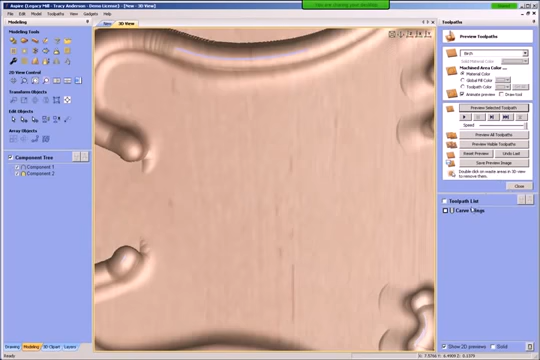 You are sharing your desktop.
Aspire - (Legacy Mill - Tracy Anderson - Demo License) - [New - 3D View]
File Edit Model Toolpaths View Gadgets Help
Modeling
Modeling Tools
2D View Control
Transform Objects
Edit Objects
Array Objects
Component Tree
Component 1
Component 2
Drawing Modeling 3D Clipart Layers
Ready
New 3D View
Toolpaths
Preview Toolpaths
Birch
Solid Material Color
Machined Area Color ...
Material Color
Global Fill Color
Toolpath Color
Animate preview Draw tool
Preview Selected Toolpath
Speed
Preview All Toolpaths
Preview Visible Toolpaths
Reset Preview Undo Last
Save Preview Image
Double click on waste areas in 3D view to remove them.
Close
Toolpath List
Show 2D previews Solid